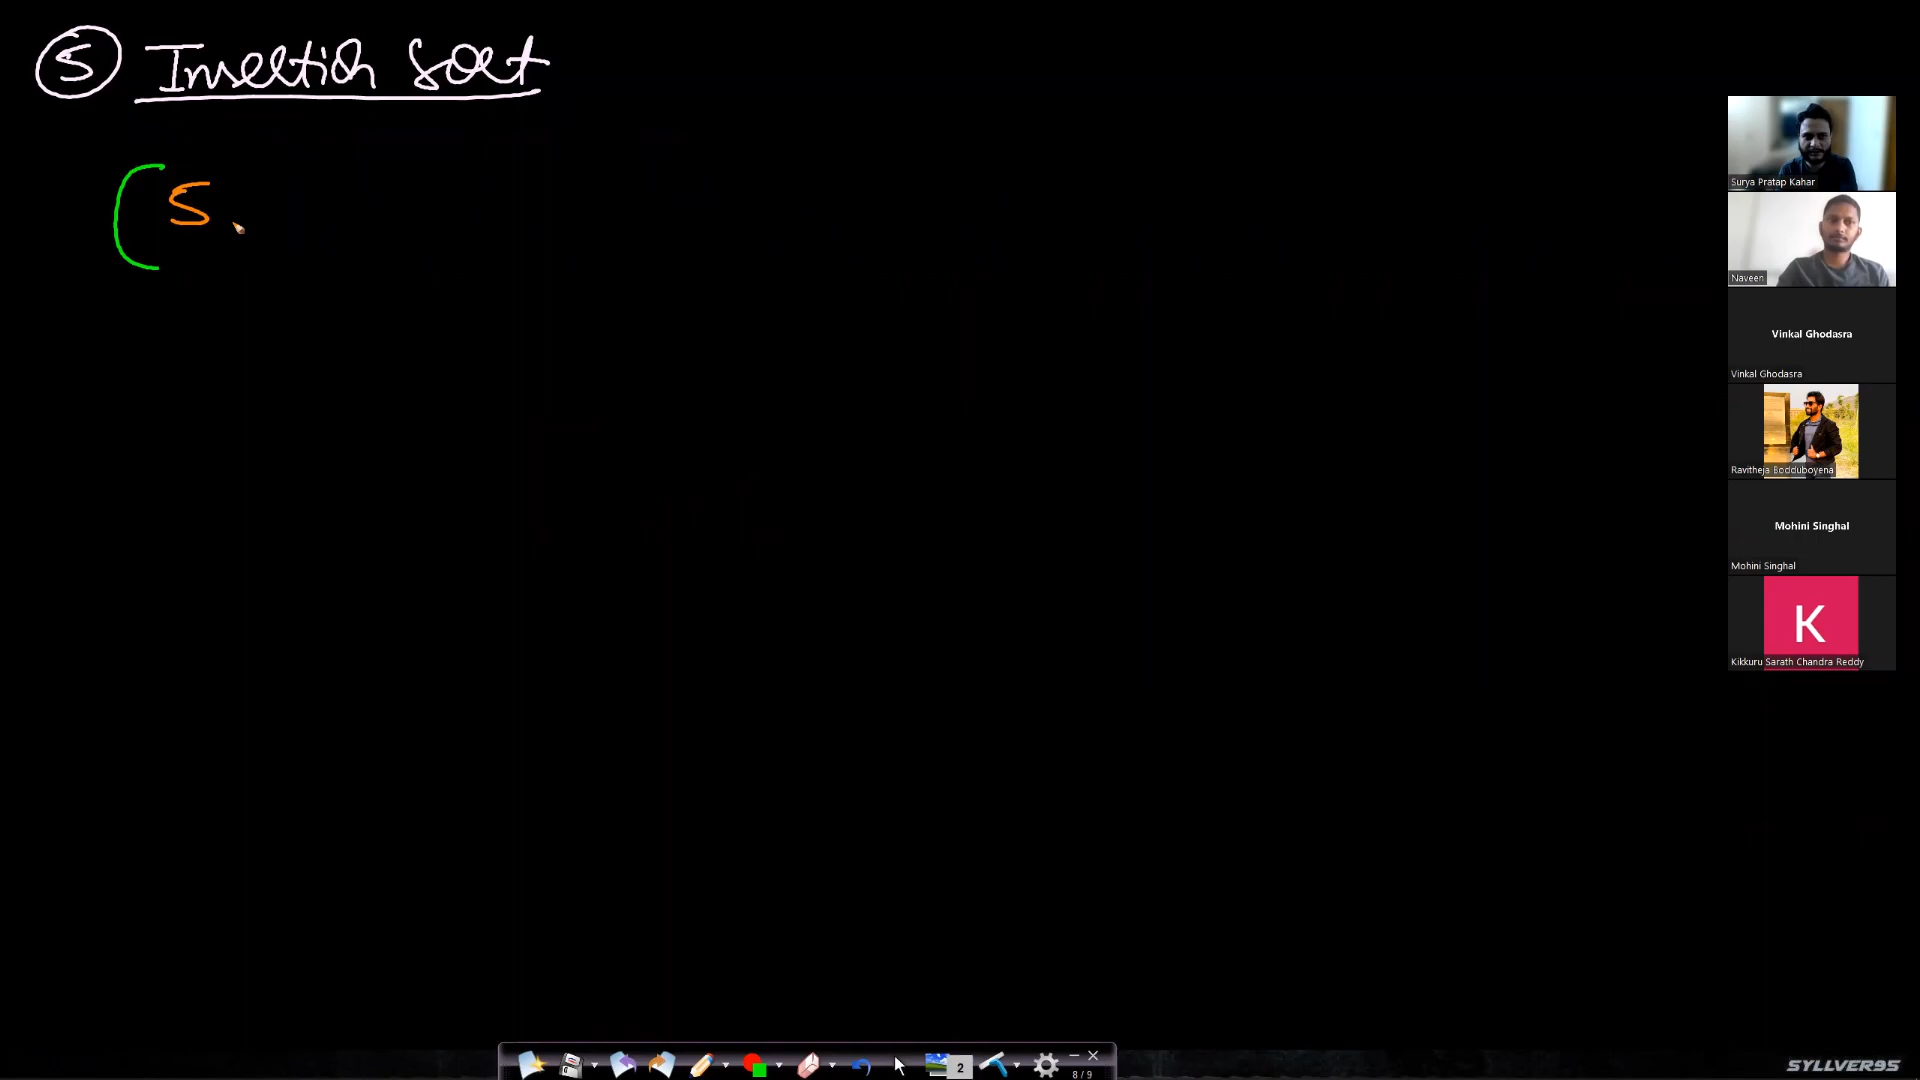 5 Insertion Sort
( 5
Surya Pratap Kahar
Naveen
Vinkal Ghodasra
Vinkal Ghodasra
Ravitheja Bodduboyena
Mohini Singhal
Mohini Singhal
K
Kikkuru Sarath Chandra Reddy
2
8 / 9
SYLLVER95